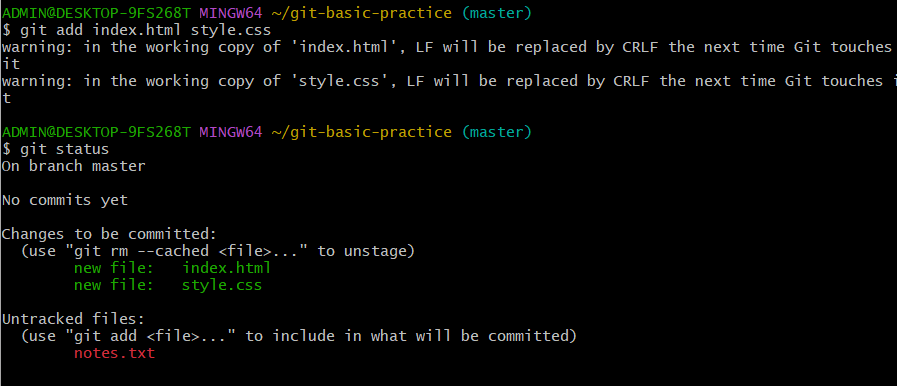 ADMIN@DESKTOP-9FS268T MINGW64 ~/git-basic-practice (master)
$ git add index.html style.css
warning: in the working copy of 'index.html', LF will be replaced by CRLF the next time Git touches
it
warning: in the working copy of 'style.css', LF will be replaced by CRLF the next time Git touches i
t
ADMIN@DESKTOP-9FS268T MINGW64 ~/git-basic-practice (master)
$ git status
On branch master
No commits yet
Changes to be committed:
  (use "git rm --cached <file>..." to unstage)
        new file:   index.html
        new file:   style.css
Untracked files:
  (use "git add <file>..." to include in what will be committed)
        notes.txt